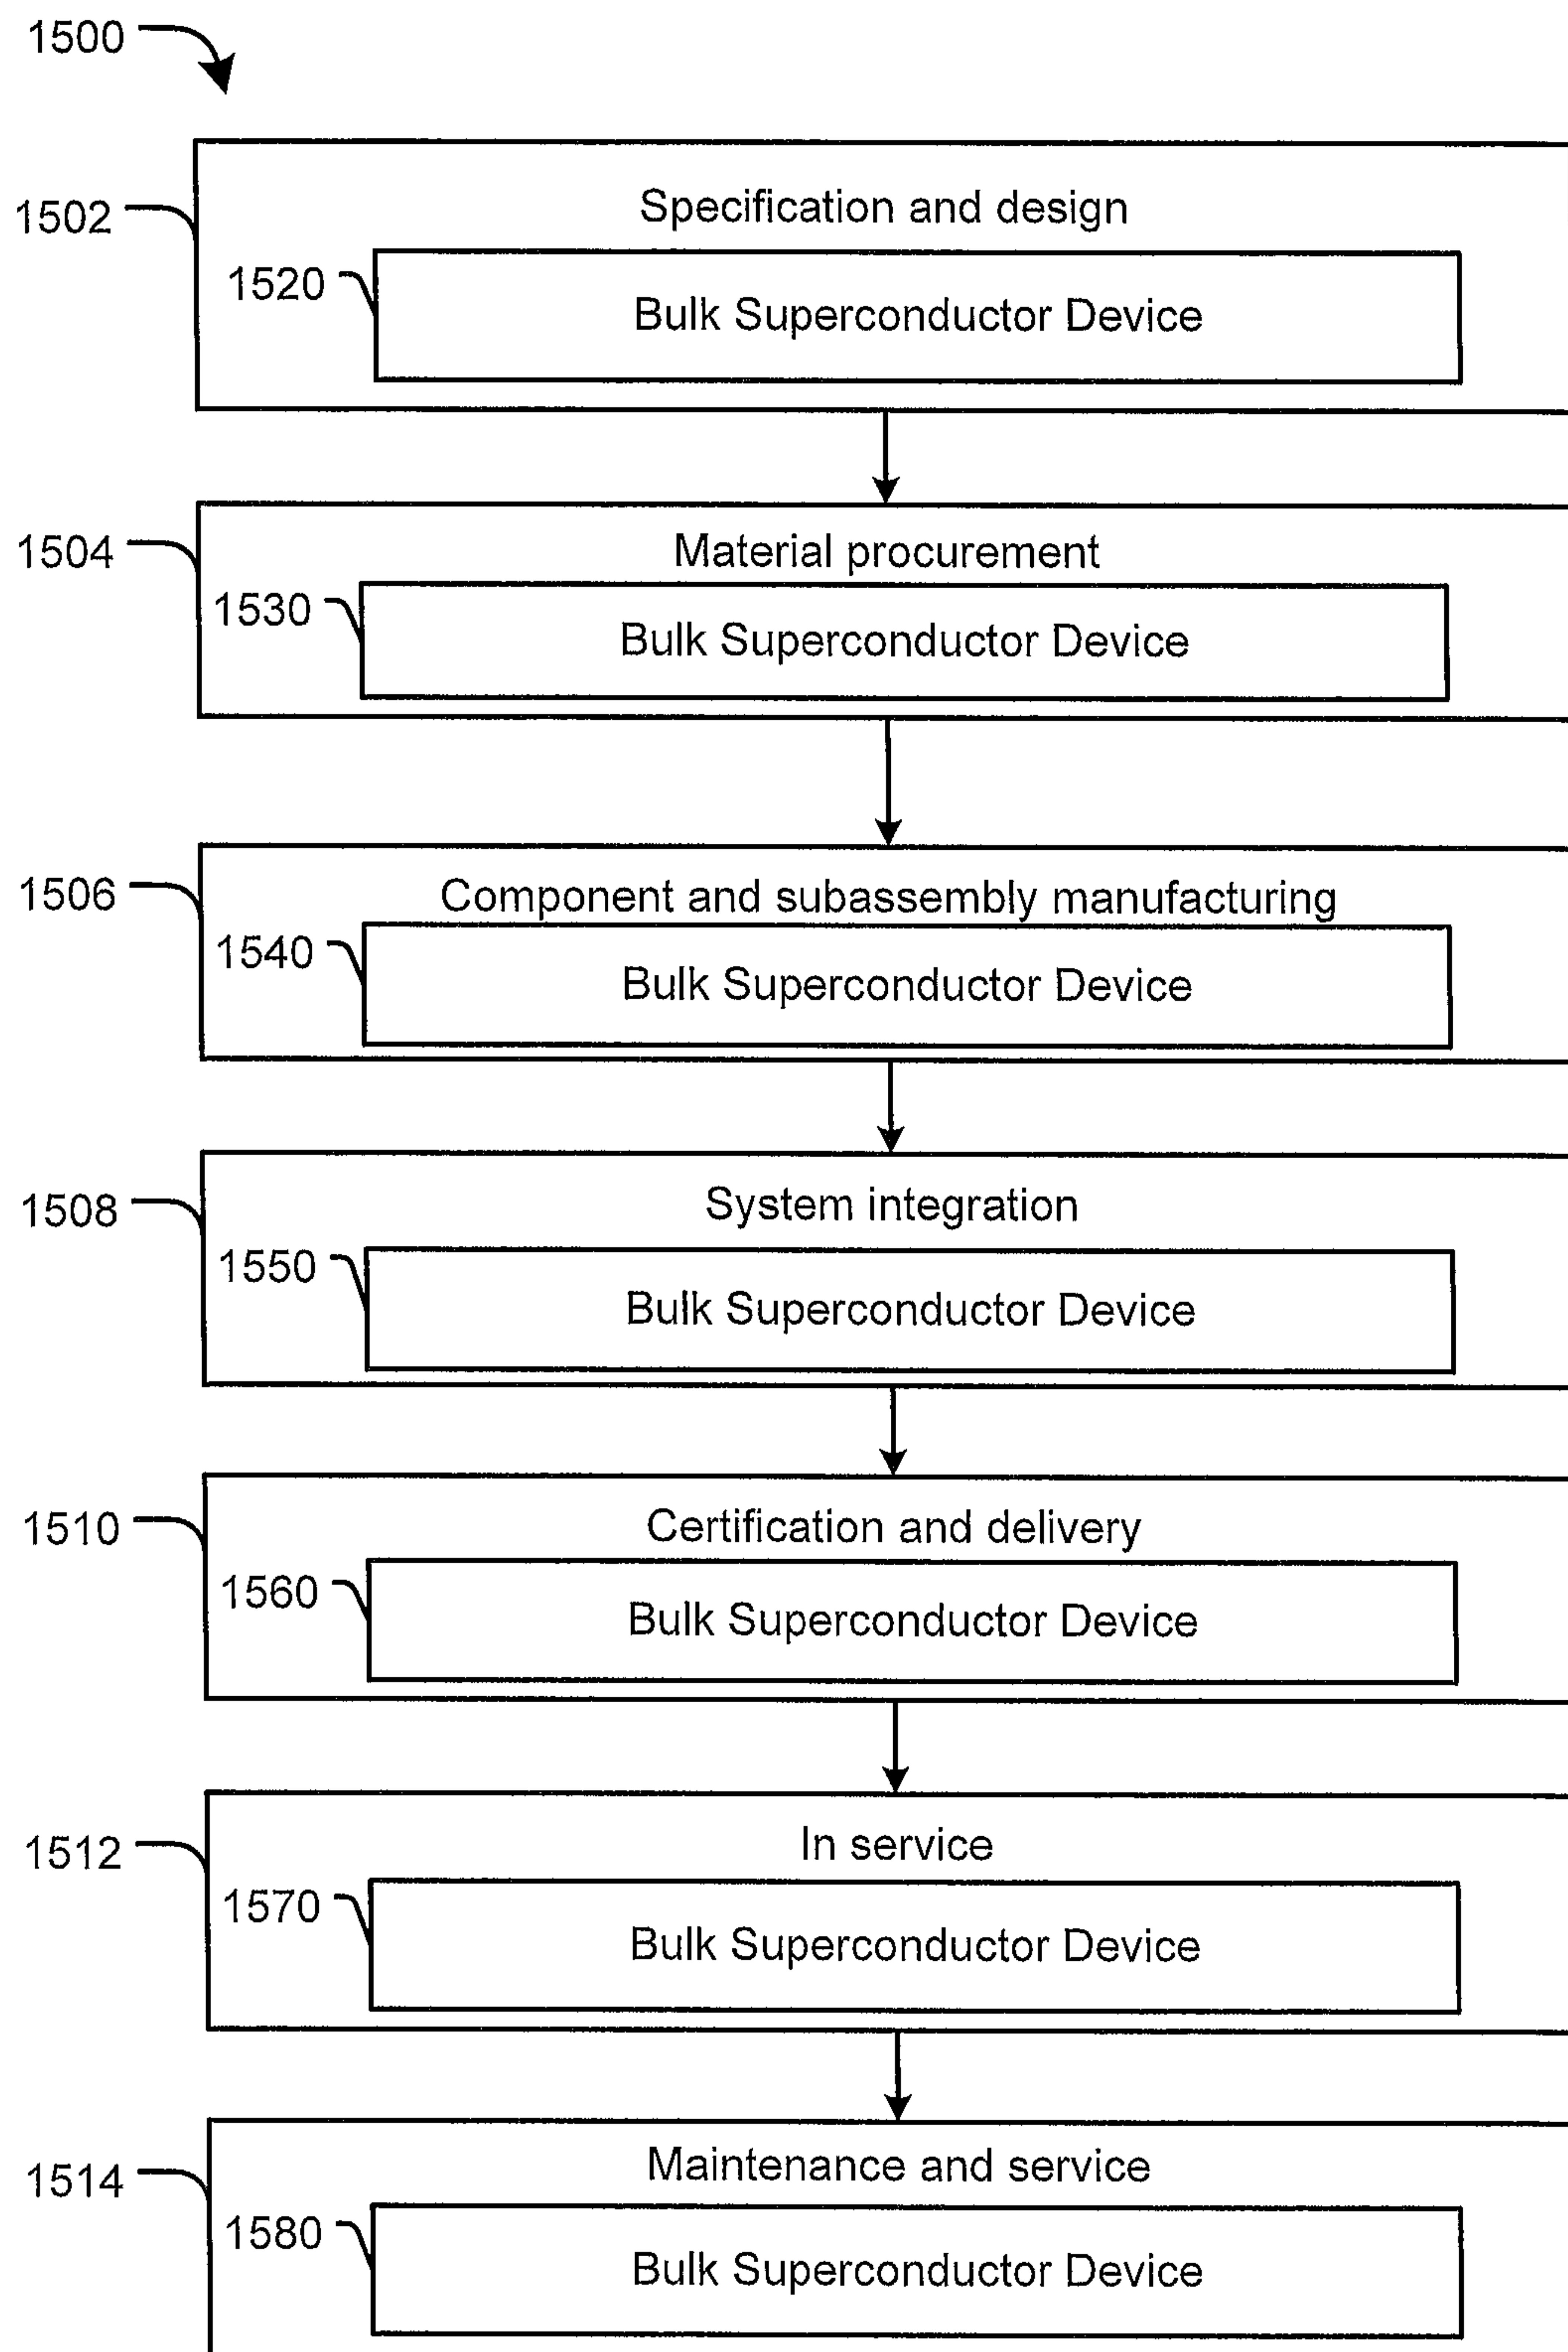 1500
1502
Specification and design
1520
Bulk Superconductor Device
1504
Material procurement
1530
Bulk Superconductor Device
1506
Component and subassembly manufacturing
1540
Bulk Superconductor Device
1508
System integration
1550
Bulk Superconductor Device
1510
Certification and delivery
1560
Bulk Superconductor Device
1512
In service
1570
Bulk Superconductor Device
1514
Maintenance and service
1580
Bulk Superconductor Device